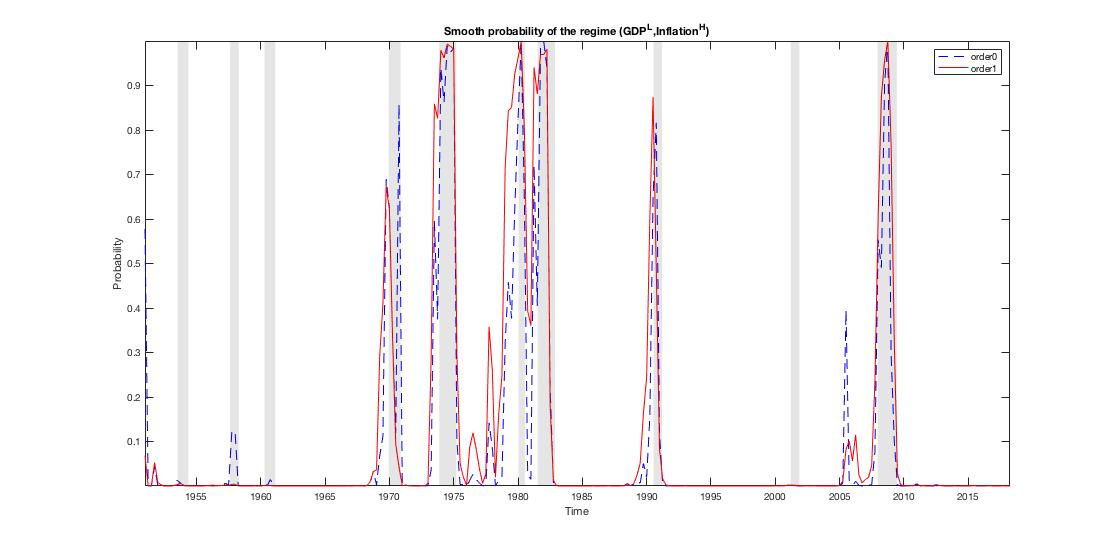 Smooth probability of the regime (GDP^L,Inflation^H)
order0
order1
0.9
0.8
0.7
0.6
0.5
0.4
0.3
0.2
0.1
Probability
1955 1960 1965 1970 1975 1980 1985 1990 1995 2000 2005 2010 2015
Time